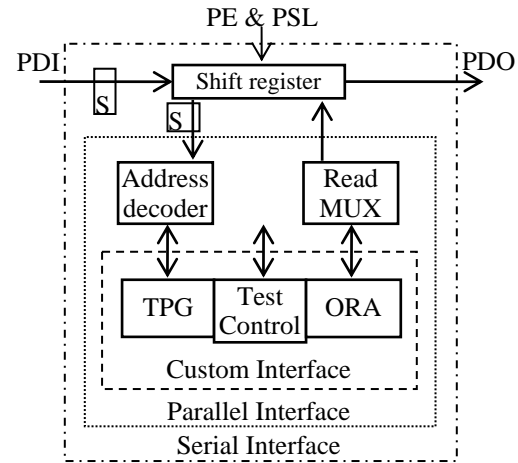 PE & PSL
PDI
PDO
Shift register
S
S
Address
decoder
Read
MUX
TPG
Test
Control
ORA
Custom Interface
Parallel Interface
Serial Interface